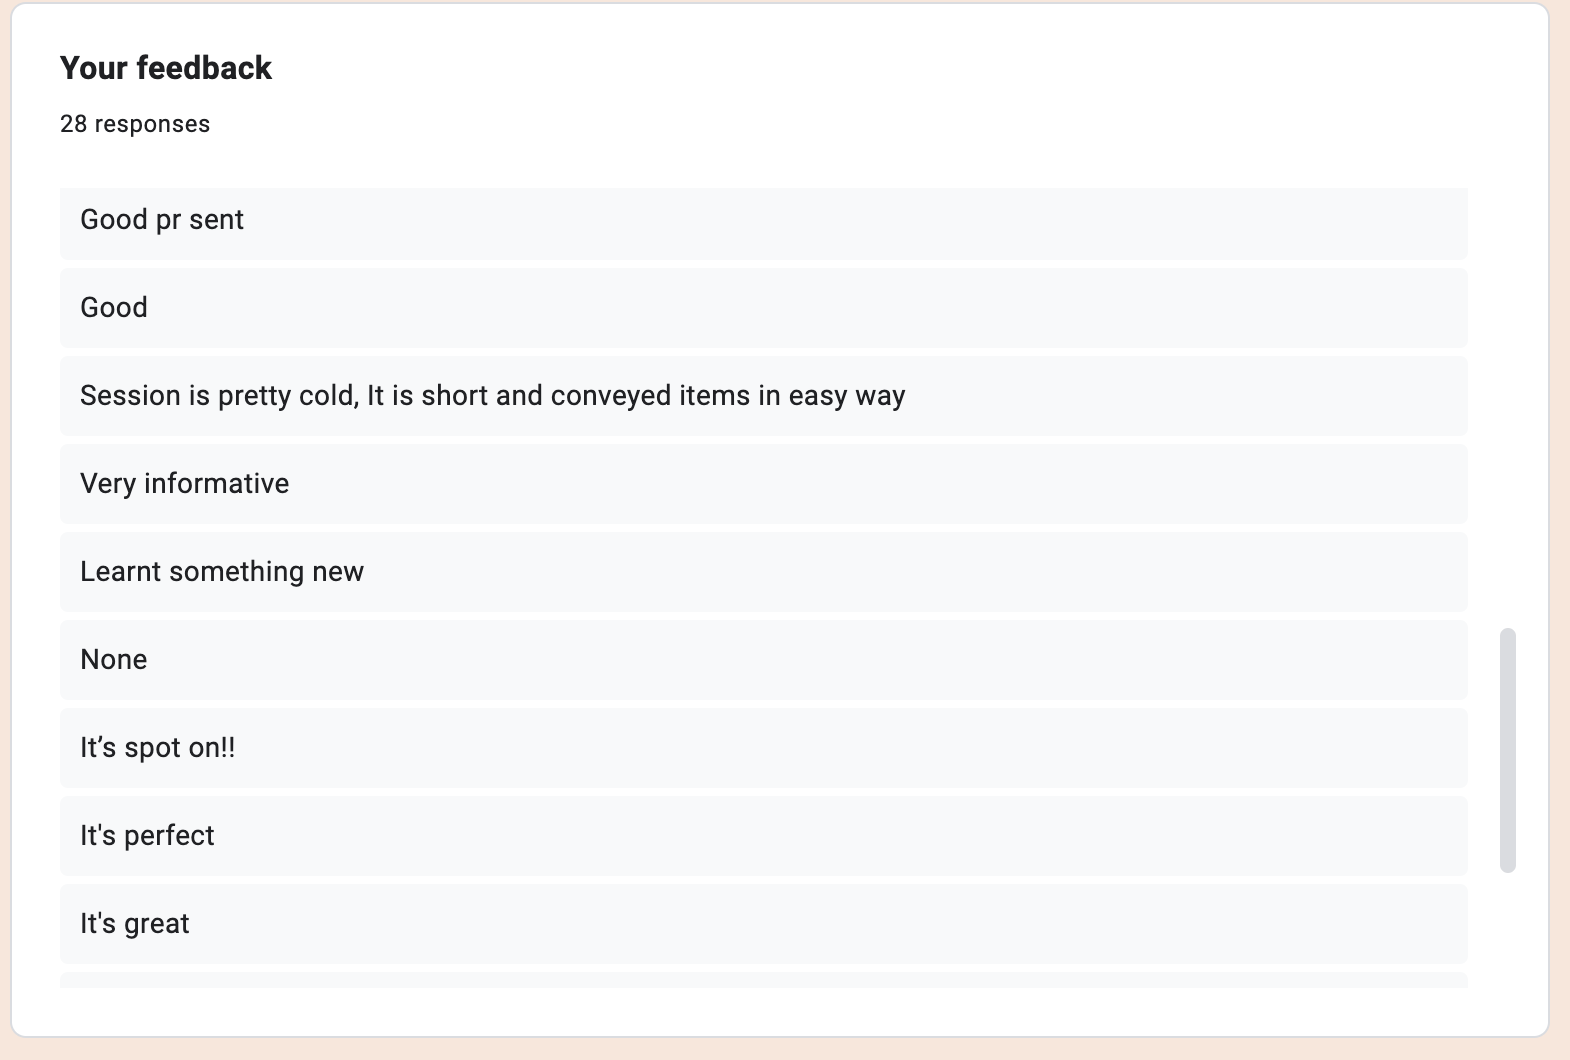 Your feedback
28 responses
Good pr sent
Good
Session is pretty cold, It is short and conveyed items in easy way
Very informative
Learnt something new
None
It’s spot on!!
It's perfect
It's great